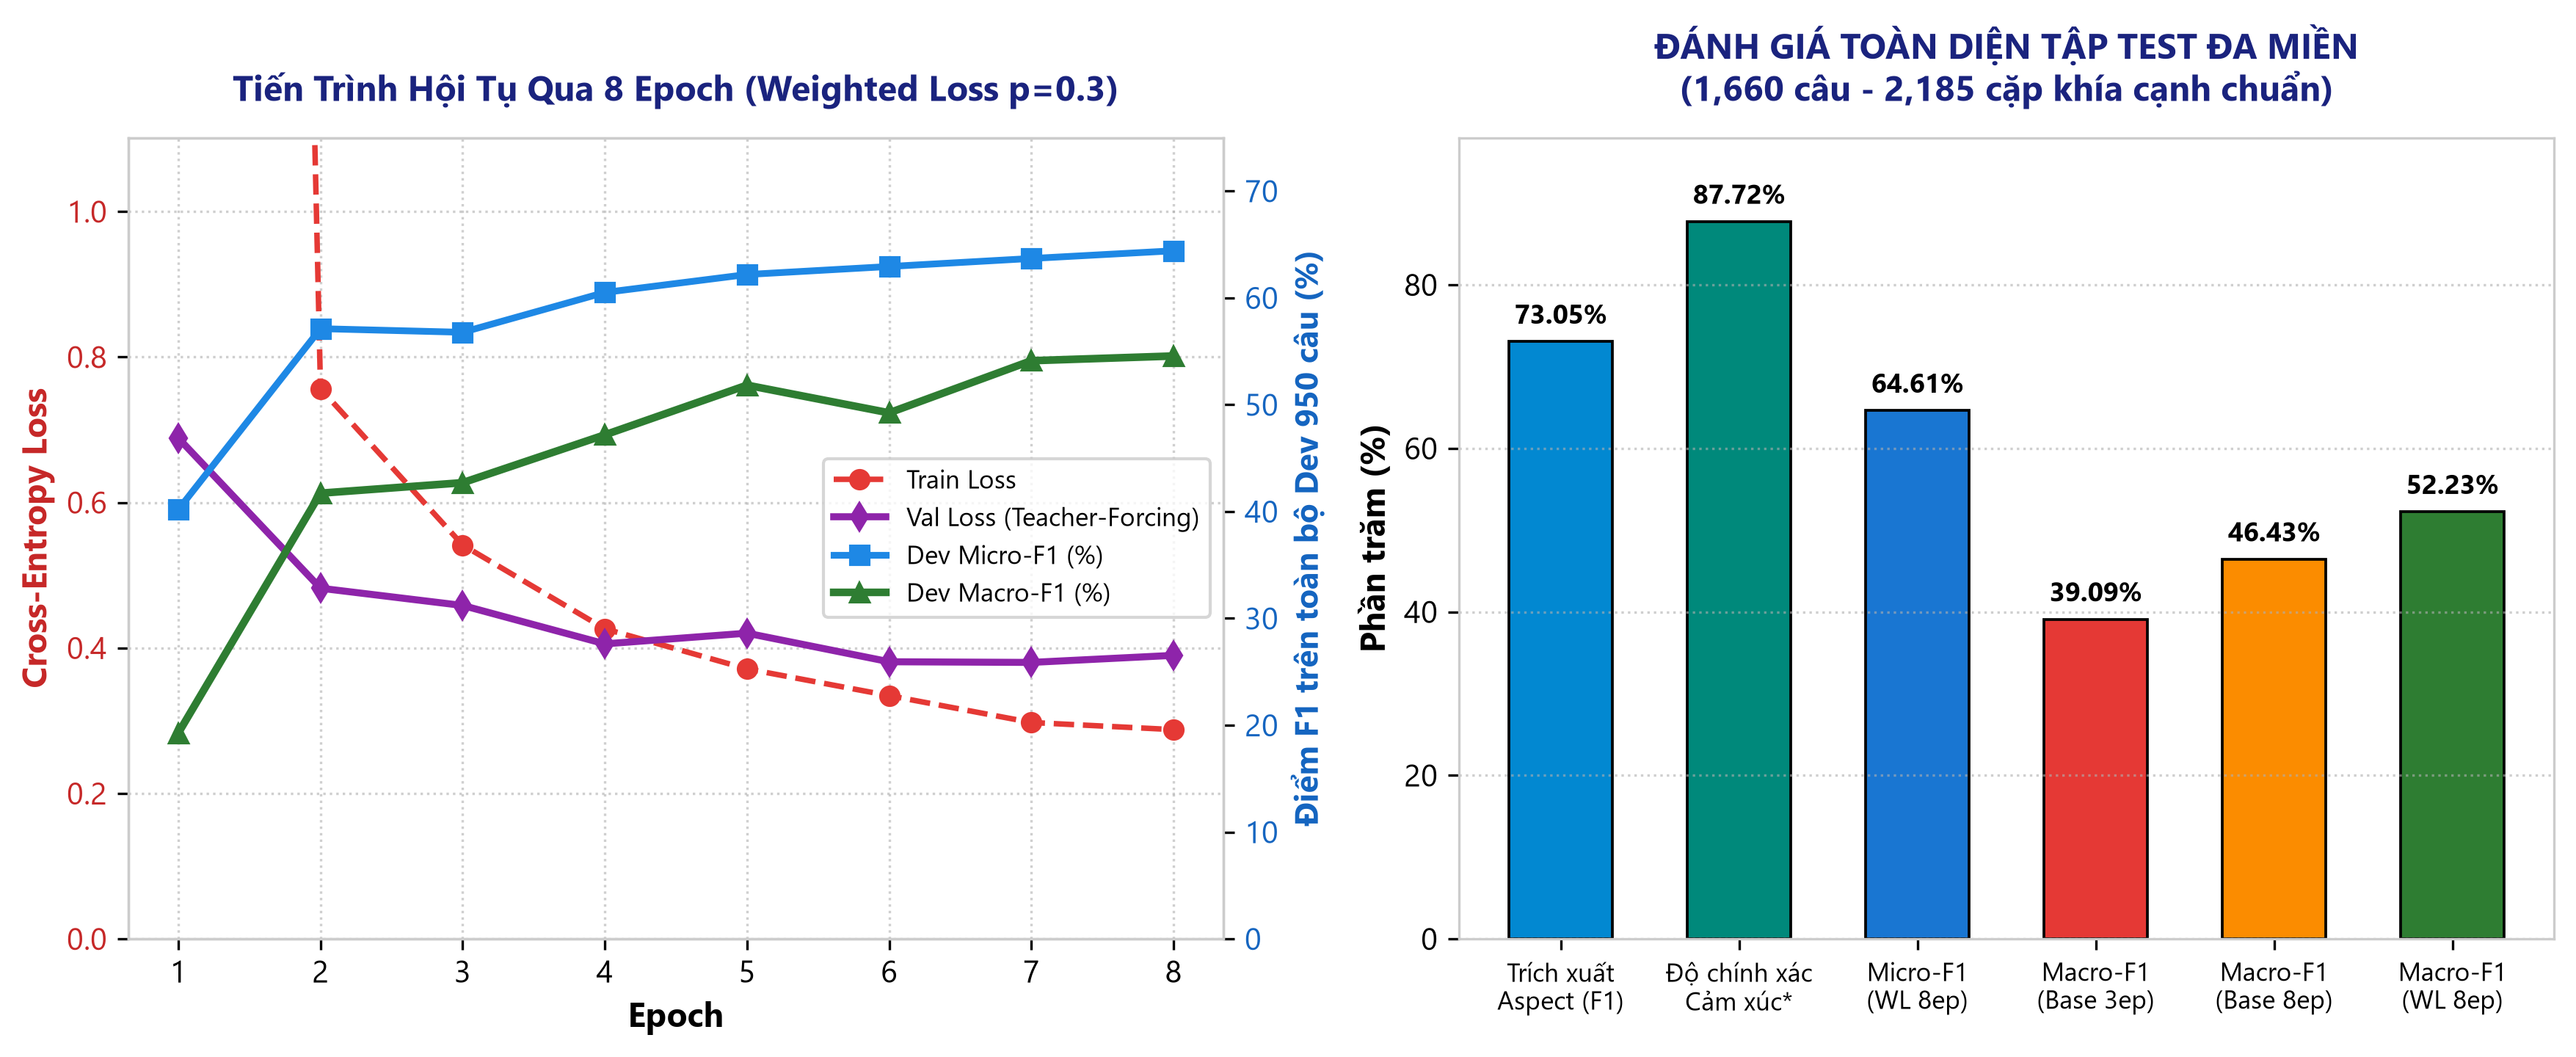 Tiến Trình Hội Tụ Qua 8 Epoch (Weighted Loss p=0.3)
Cross-Entropy Loss
1.0
0.8
0.6
0.4
0.2
0.0
1 2 3 4 5 6 7 8
Epoch
70
60
50
40
30
20
10
0
Điểm F1 trên toàn bộ Dev 950 câu (%)
Train Loss
Val Loss (Teacher-Forcing)
Dev Micro-F1 (%)
Dev Macro-F1 (%)
ĐÁNH GIÁ TOÀN DIỆN TẬP TEST ĐA MIỀN
(1,660 câu - 2,185 cặp khía cạnh chuẩn)
Phần trăm (%)
80
60
40
20
0
73.05%
87.72%
64.61%
39.09%
46.43%
52.23%
Trích xuất
Aspect (F1)
Độ chính xác
Cảm xúc*
Micro-F1
(WL 8ep)
Macro-F1
(Base 3ep)
Macro-F1
(Base 8ep)
Macro-F1
(WL 8ep)